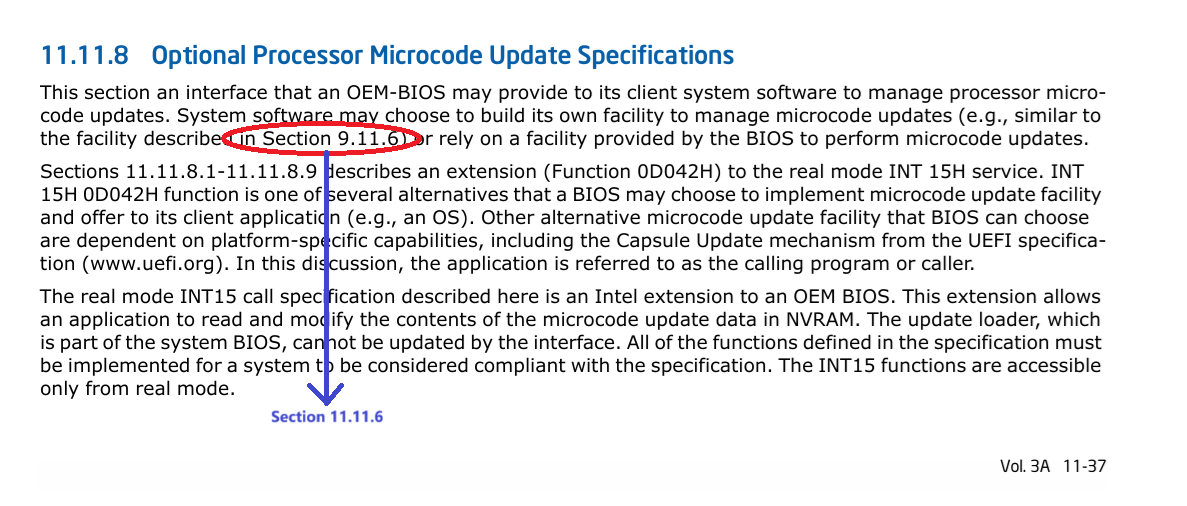 11.11.8 Optional Processor Microcode Update Specifications
This section an interface that an OEM-BIOS may provide to its client system software to manage processor micro-
code updates. System software may choose to build its own facility to manage microcode updates (e.g., similar to
the facility described in Section 9.11.6) or rely on a facility provided by the BIOS to perform microcode updates.
Sections 11.11.8.1-11.11.8.9 describes an extension (Function 0D042H) to the real mode INT 15H service. INT
15H 0D042H function is one of several alternatives that a BIOS may choose to implement microcode update facility
and offer to its client application (e.g., an OS). Other alternative microcode update facility that BIOS can choose
are dependent on platform-specific capabilities, including the Capsule Update mechanism from the UEFI specifica-
tion (www.uefi.org). In this discussion, the application is referred to as the calling program or caller.
The real mode INT15 call specification described here is an Intel extension to an OEM BIOS. This extension allows
an application to read and modify the contents of the microcode update data in NVRAM. The update loader, which
is part of the system BIOS, cannot be updated by the interface. All of the functions defined in the specification must
be implemented for a system to be considered compliant with the specification. The INT15 functions are accessible
only from real mode.
Section 11.11.6
Vol. 3A 11-37